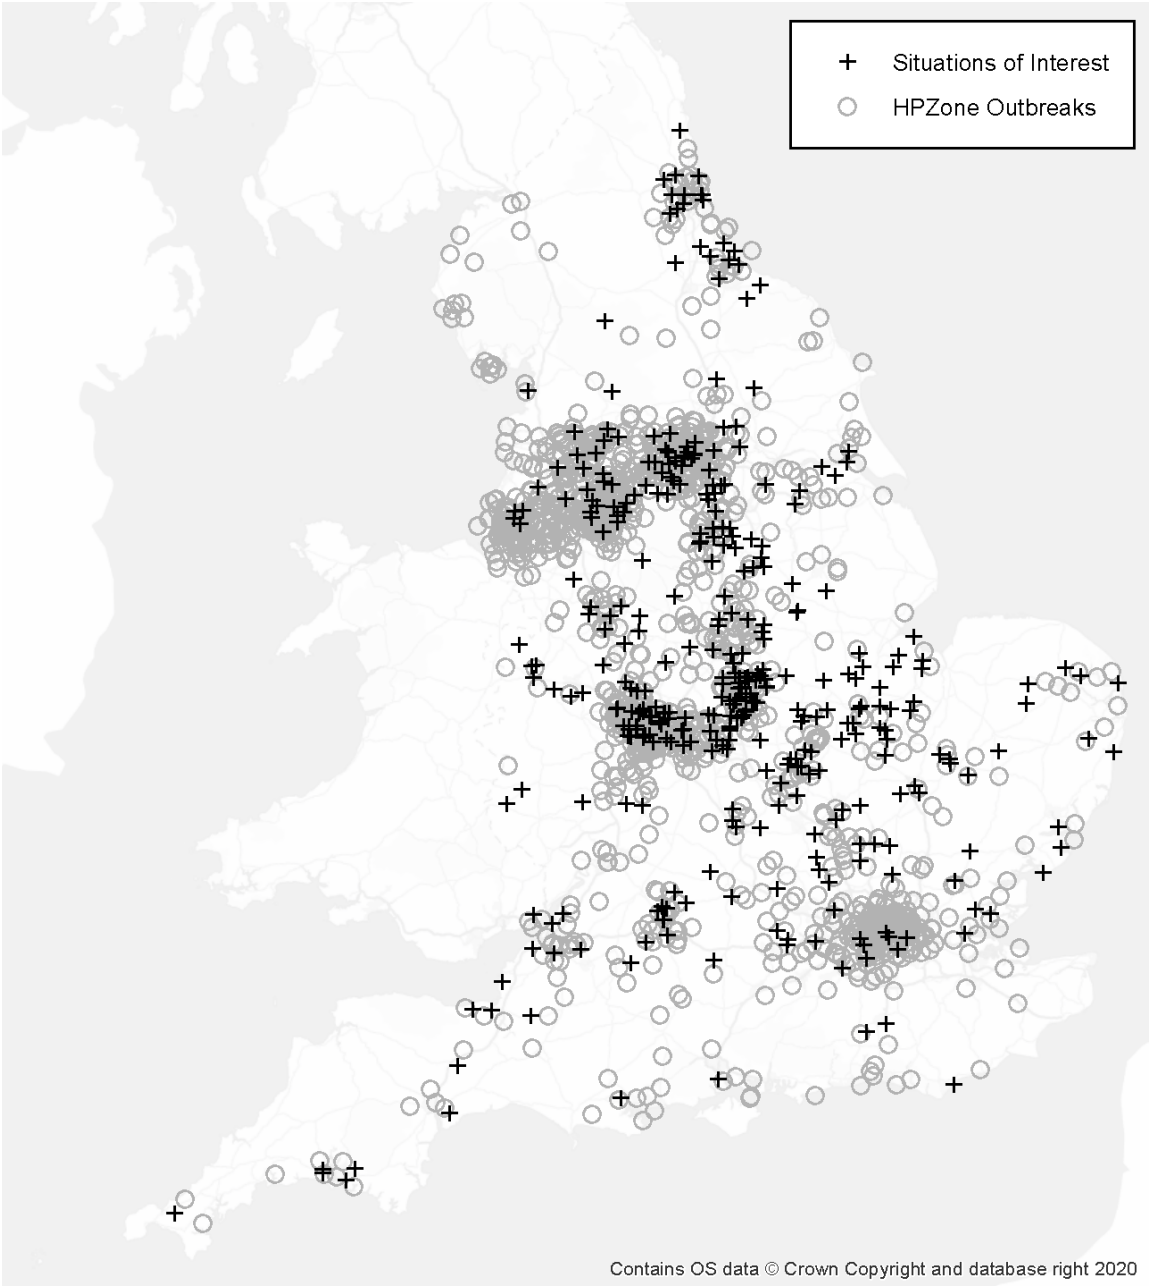 Situations of Interest
HPZone Outbreaks
Contains OS data © Crown Copyright and database right 2020